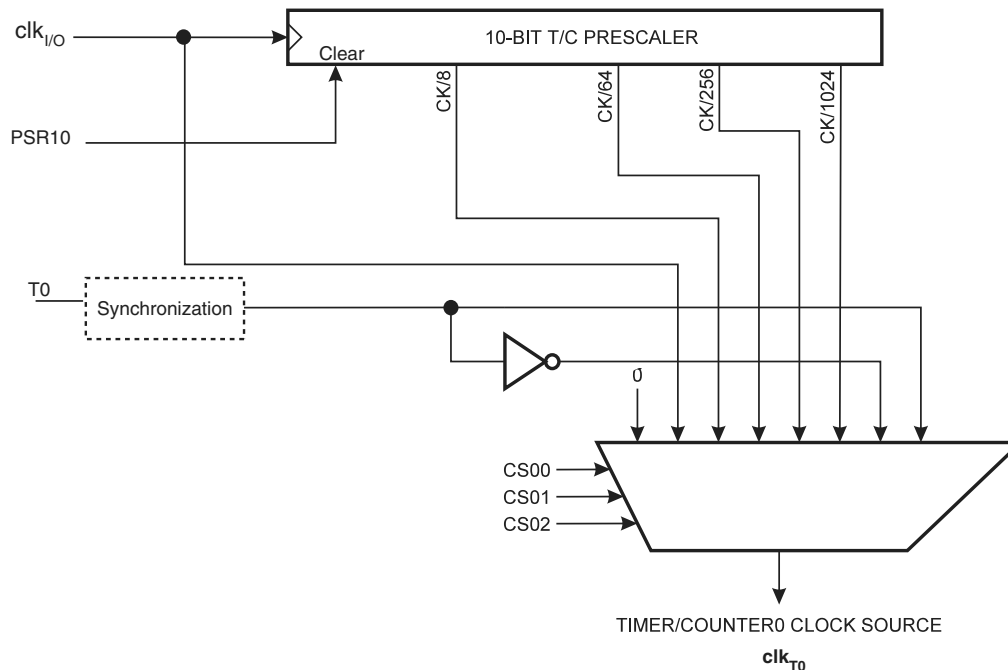 clkI/O
10-BIT T/C PRESCALER
Clear
CK/8
CK/64
CK/256
CK/1024
PSR10
T0
Synchronization
0
CS00
CS01
CS02
TIMER/COUNTER0 CLOCK SOURCE
clkT0